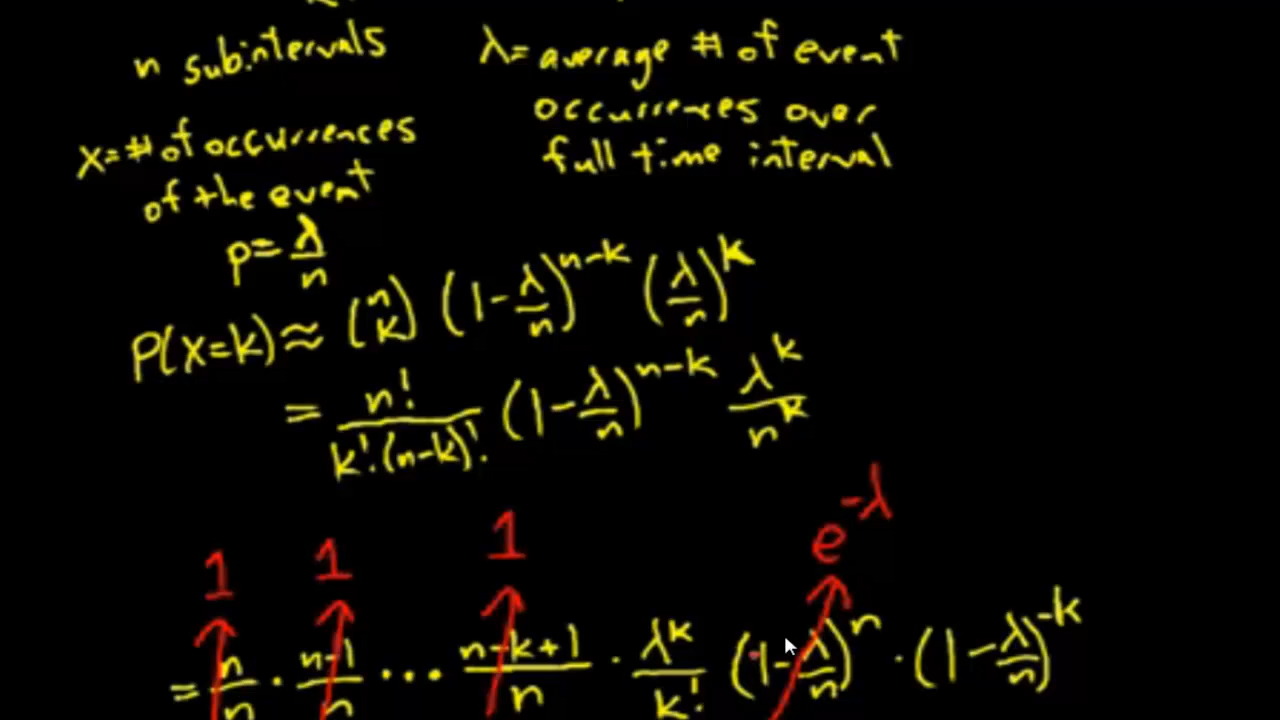 n subintervals
λ = average # of event
occurrences over
full time interval
x = # of occurrences
of the event
p = λ/n
P(x=k) ≈ (n k) (1-λ/n)^{n-k} (λ/n)^k
= n!/(k!·(n-k)!) (1-λ/n)^{n-k} λ^k/n^k
1 1 1 e^{-λ}
= n/n · n-1/n ··· n-k+1/n · λ^k/k! (1-λ/n)^n · (1-λ/n)^{-k}